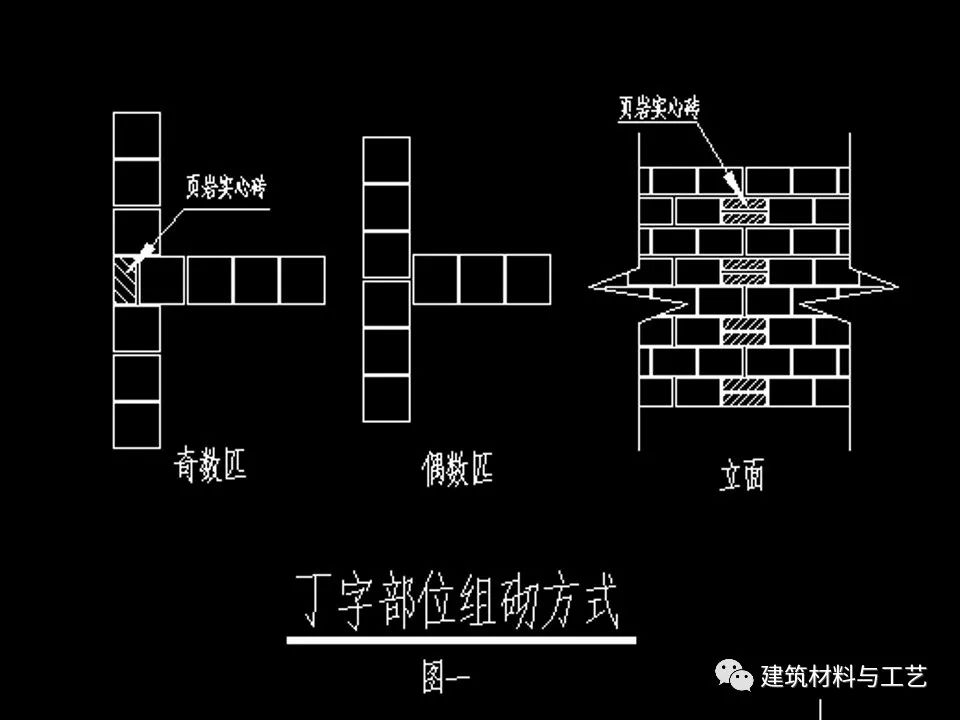 页岩实心砖
页岩实心砖
奇数匹
偶数匹
立面
丁字部位组砌方式
图一
建筑材料与工艺